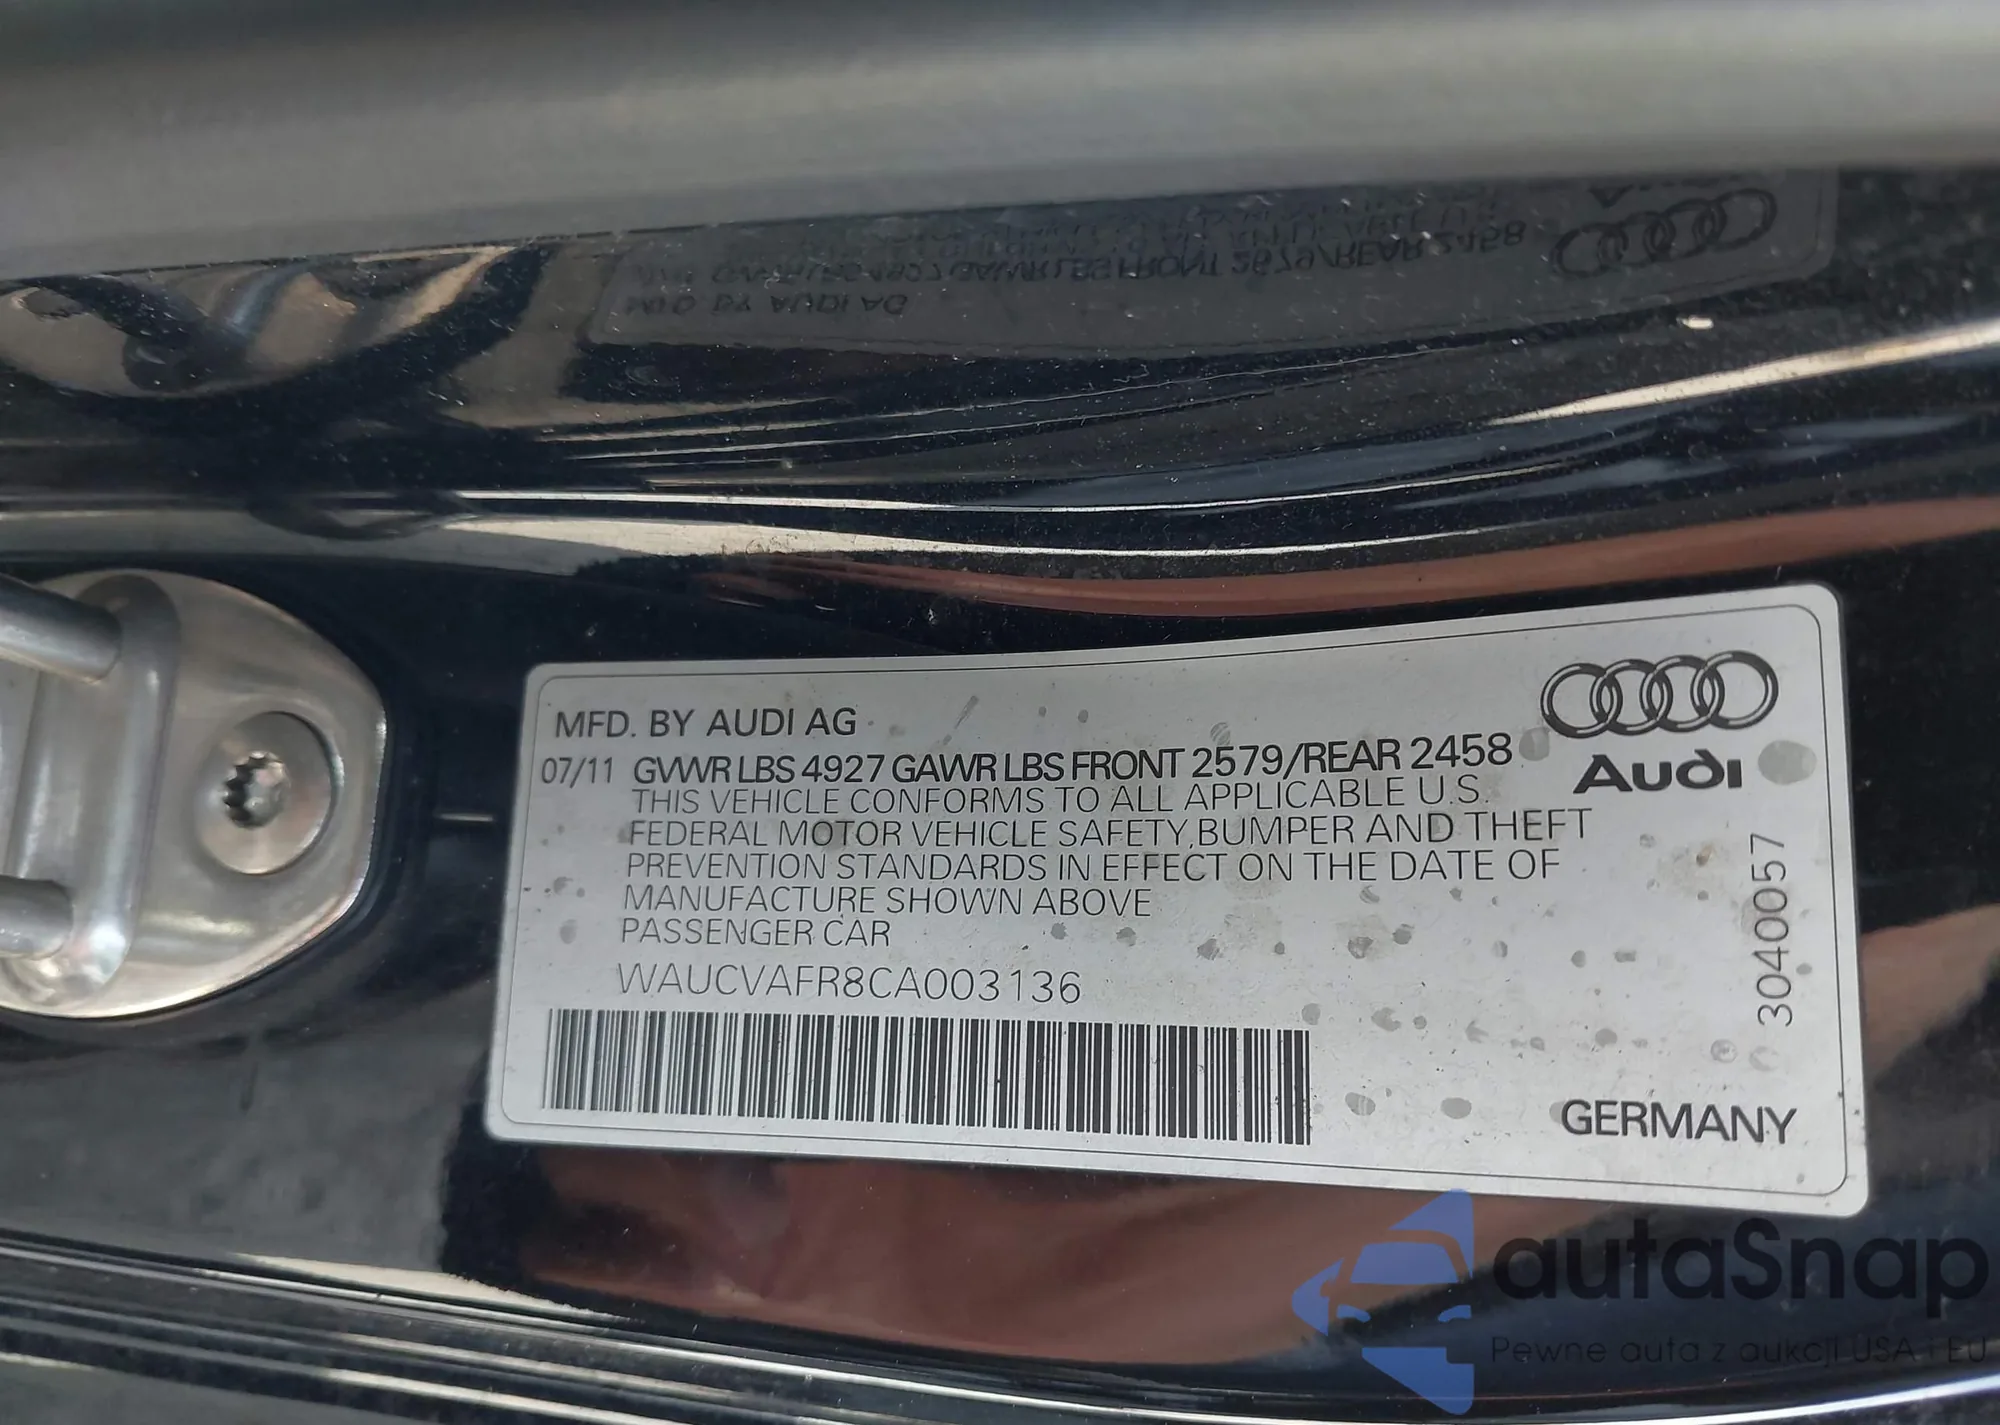 MFD. BY AUDI AG
07/11 GVWR LBS 4927 GAWR LBS FRONT 2579/REAR 2458
THIS VEHICLE CONFORMS TO ALL APPLICABLE U.S.
FEDERAL MOTOR VEHICLE SAFETY, BUMPER AND THEFT
PREVENTION STANDARDS IN EFFECT ON THE DATE OF
MANUFACTURE SHOWN ABOVE
PASSENGER CAR
WAUCVAFR8CA003136
Audi
3040057
GERMANY
autaSnap
Pewne auta z aukcji USA i EU